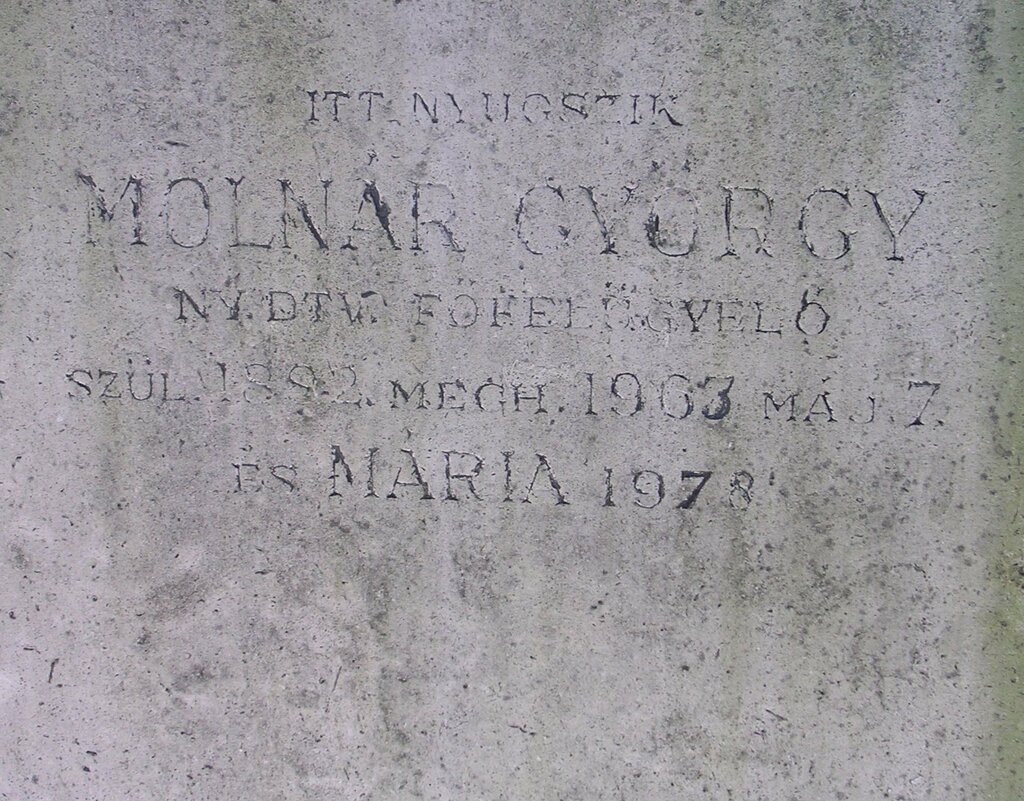 ITT NYUGSZIK
MOLNÁR GYÖRGY
NY. DTV. FŐFELÜGYELŐ
SZÜL. 1892. MEGH. 1963 MÁJ. 7.
ÉS MÁRIA 1978